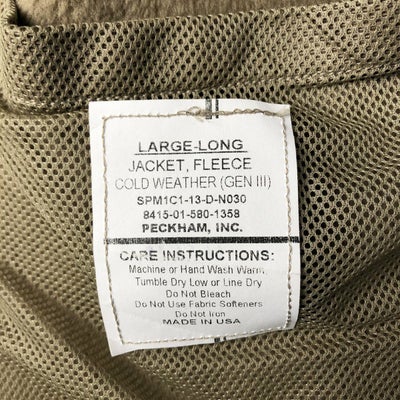 LARGE-LONG
JACKET, FLEECE
COLD WEATHER (GEN III)
SPM1C1-13-D-N030
8415-01-580-1358
PECKHAM, INC.
CARE INSTRUCTIONS:
Machine or Hand Wash Warm
Tumble Dry Low or Line Dry
Do Not Bleach
Do Not Use Fabric Softeners
Do Not Iron
MADE IN USA